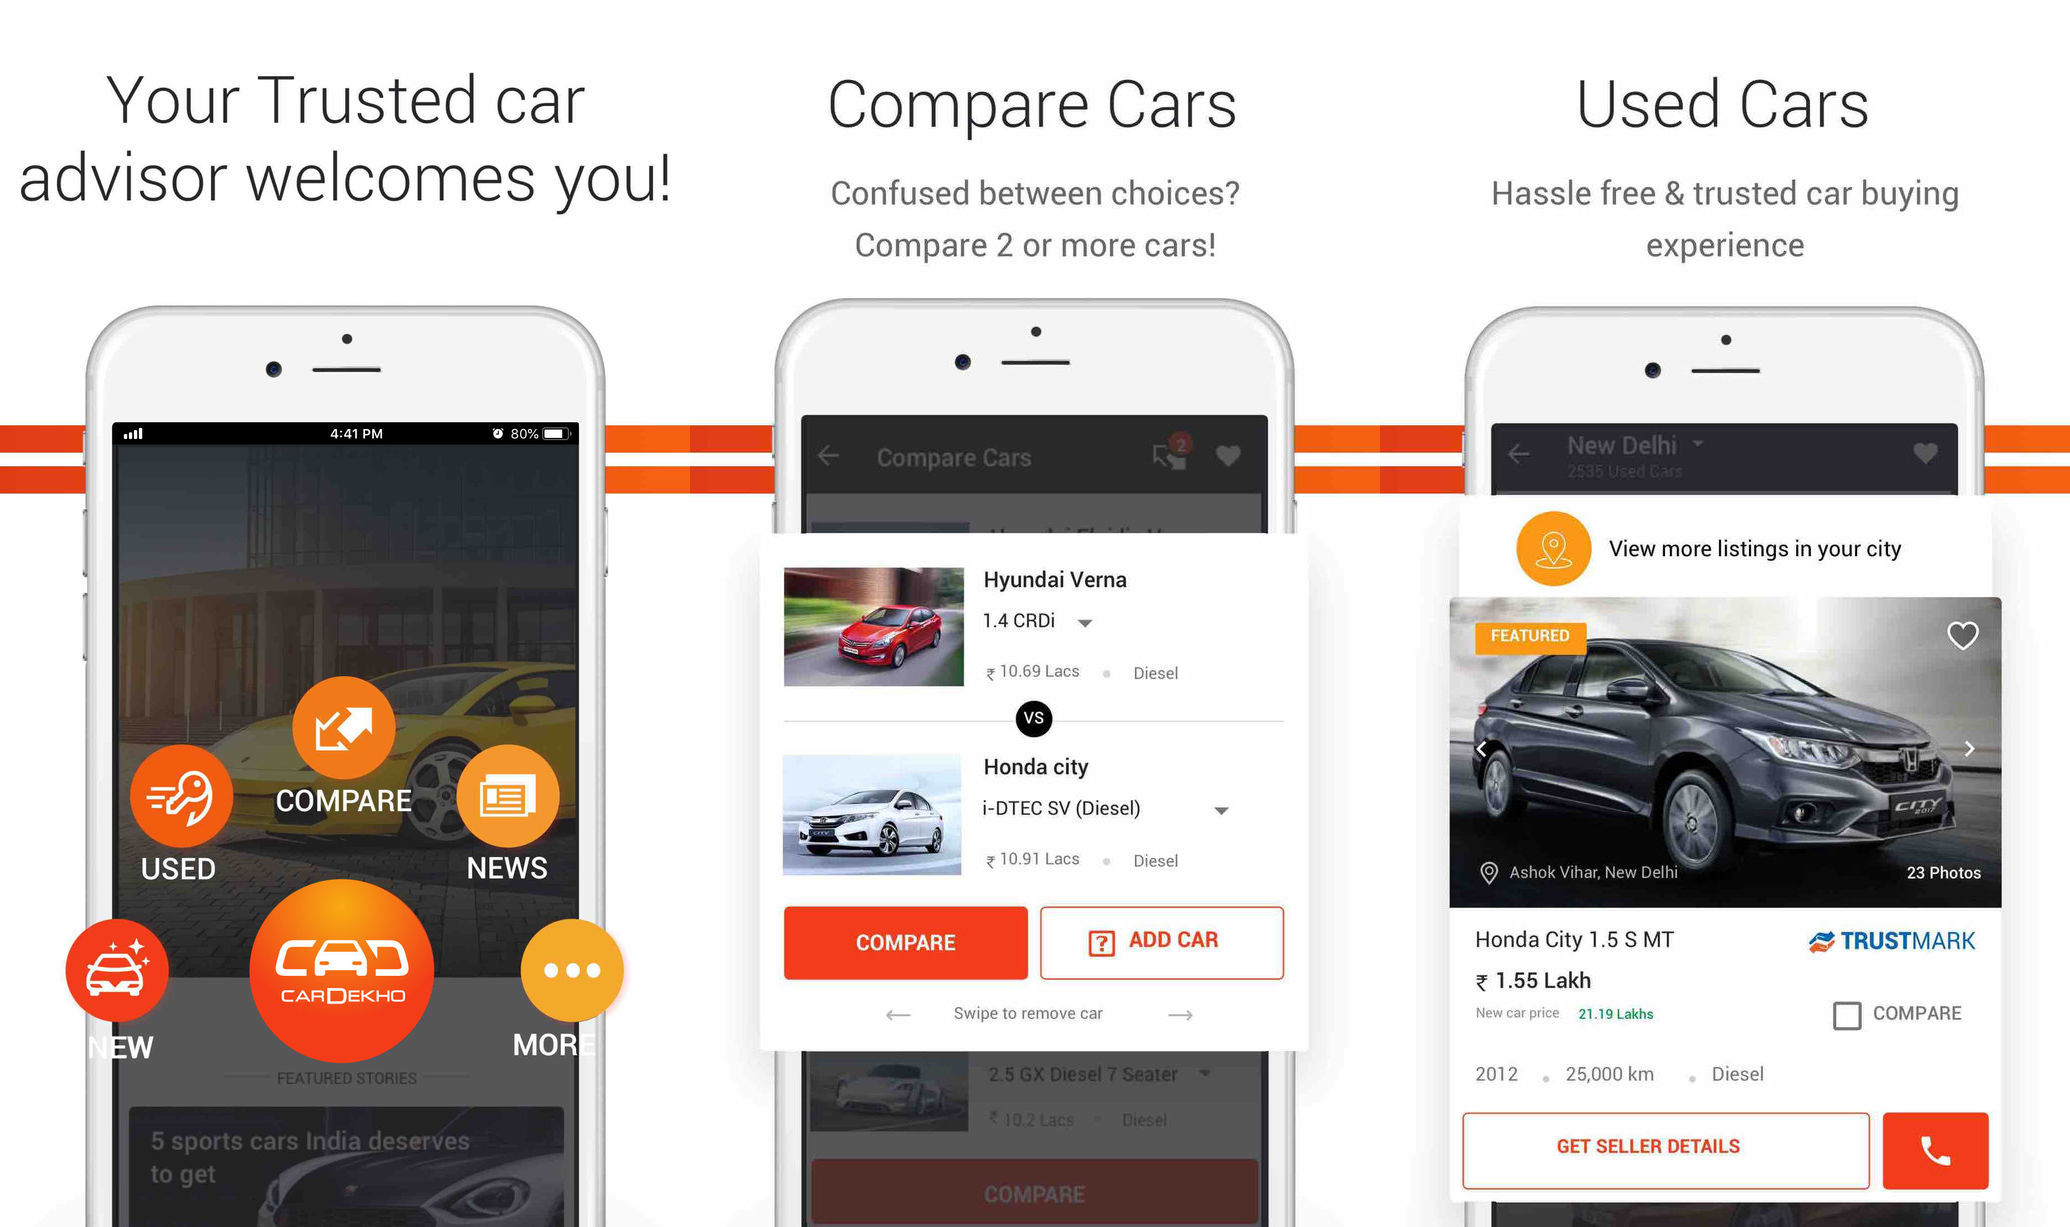 Your Trusted car
advisor welcomes you!
4:41 PM
80%
COMPARE
USED
NEWS
CARDEKHO
NEW
MORE
FEATURED STORIES
5 sports cars India deserves
to get
Compare Cars
Confused between choices?
Compare 2 or more cars!
Compare Cars
2
Hyundai Verna
1.4 CRDi
₹ 10.69 Lacs
Diesel
VS
Honda city
i-DTEC SV (Diesel)
₹ 10.91 Lacs
Diesel
COMPARE
ADD CAR
Swipe to remove car
2.5 GX Diesel 7 Seater
₹ 10.2 Lacs
Diesel
COMPARE
Used Cars
Hassle free & trusted car buying
experience
New Delhi
2535 Used Cars
View more listings in your city
FEATURED
CITY
2017
Ashok Vihar, New Delhi
23 Photos
Honda City 1.5 S MT
TRUSTMARK
₹ 1.55 Lakh
New car price 21.19 Lakhs
COMPARE
2012
25,000 km
Diesel
GET SELLER DETAILS